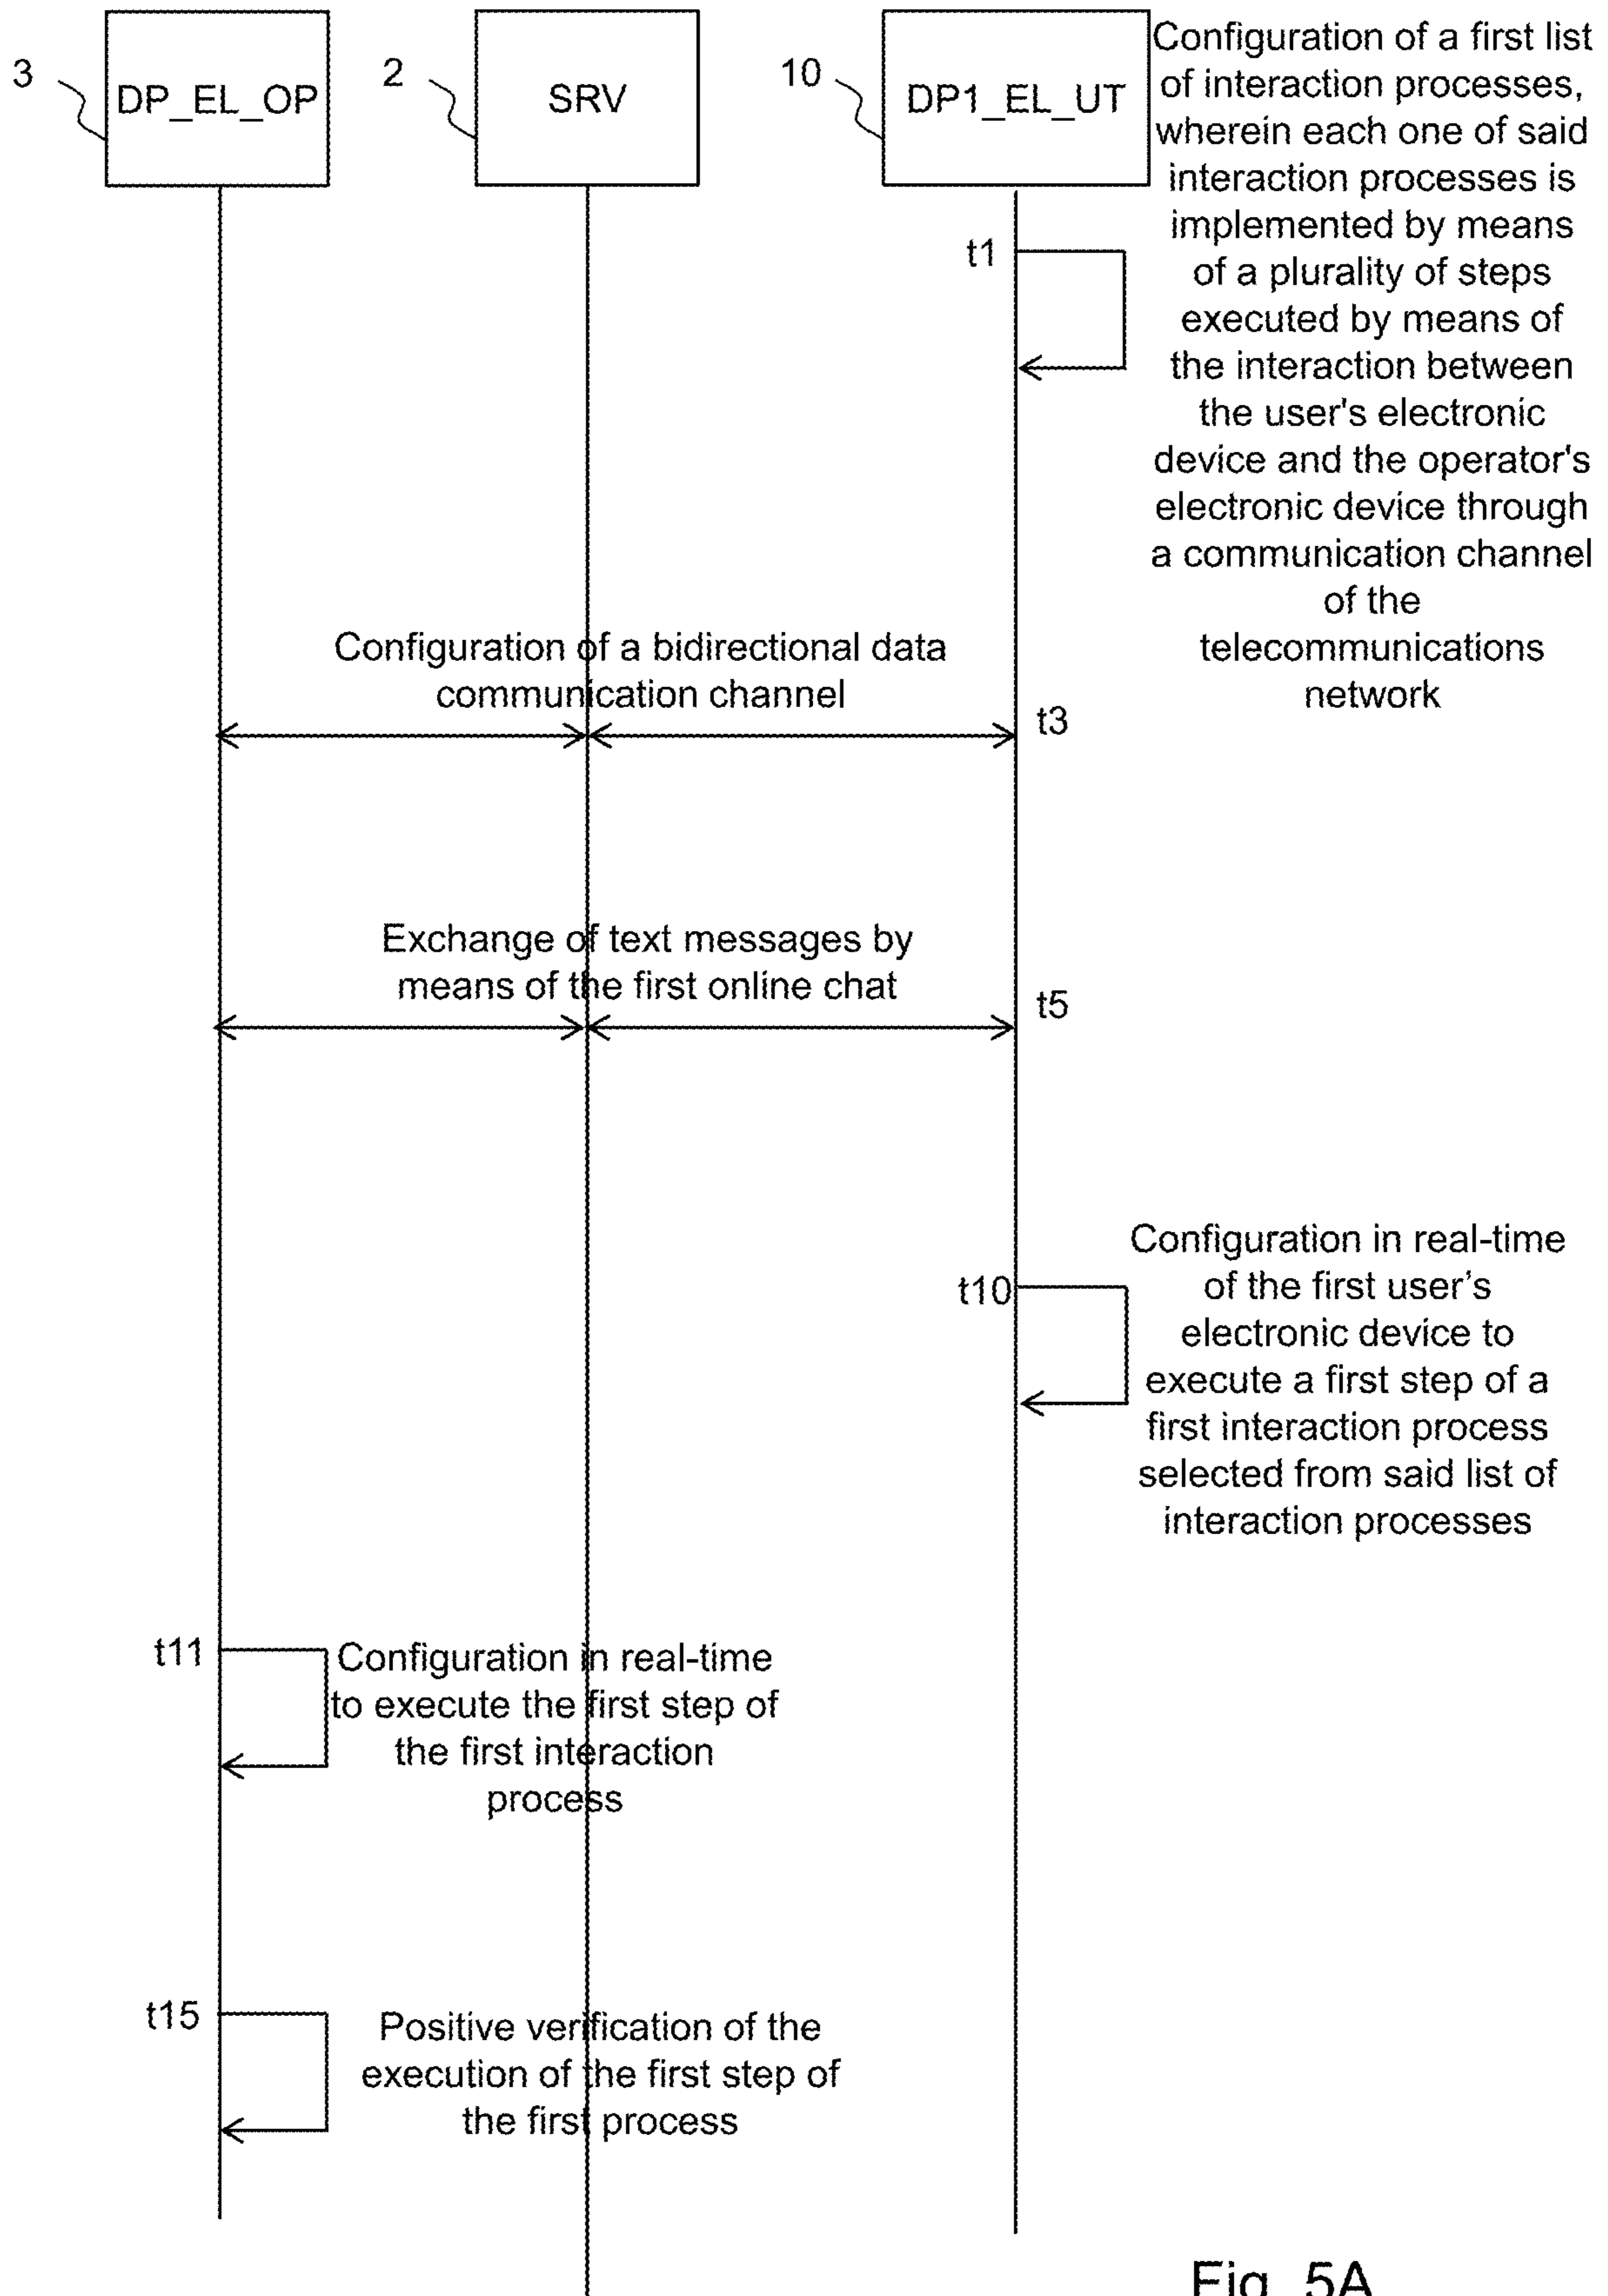 3
DP_EL_OP
2
SRV
10
DP1_EL_UT
Configuration of a first list
of interaction processes,
wherein each one of said
interaction processes is
implemented by means
of a plurality of steps
executed by means of
the interaction between
the user's electronic
device and the operator's
electronic device through
a communication channel
of the
telecommunications
network
t1
Configuration of a bidirectional data
communication channel
t3
Exchange of text messages by
means of the first online chat
t5
t10
Configuration in real-time
of the first user’s
electronic device to
execute a first step of a
first interaction process
selected from said list of
interaction processes
t11
Configuration in real-time
to execute the first step of
the first interaction
process
t15
Positive verification of the
execution of the first step of
the first process
Fig. 5A